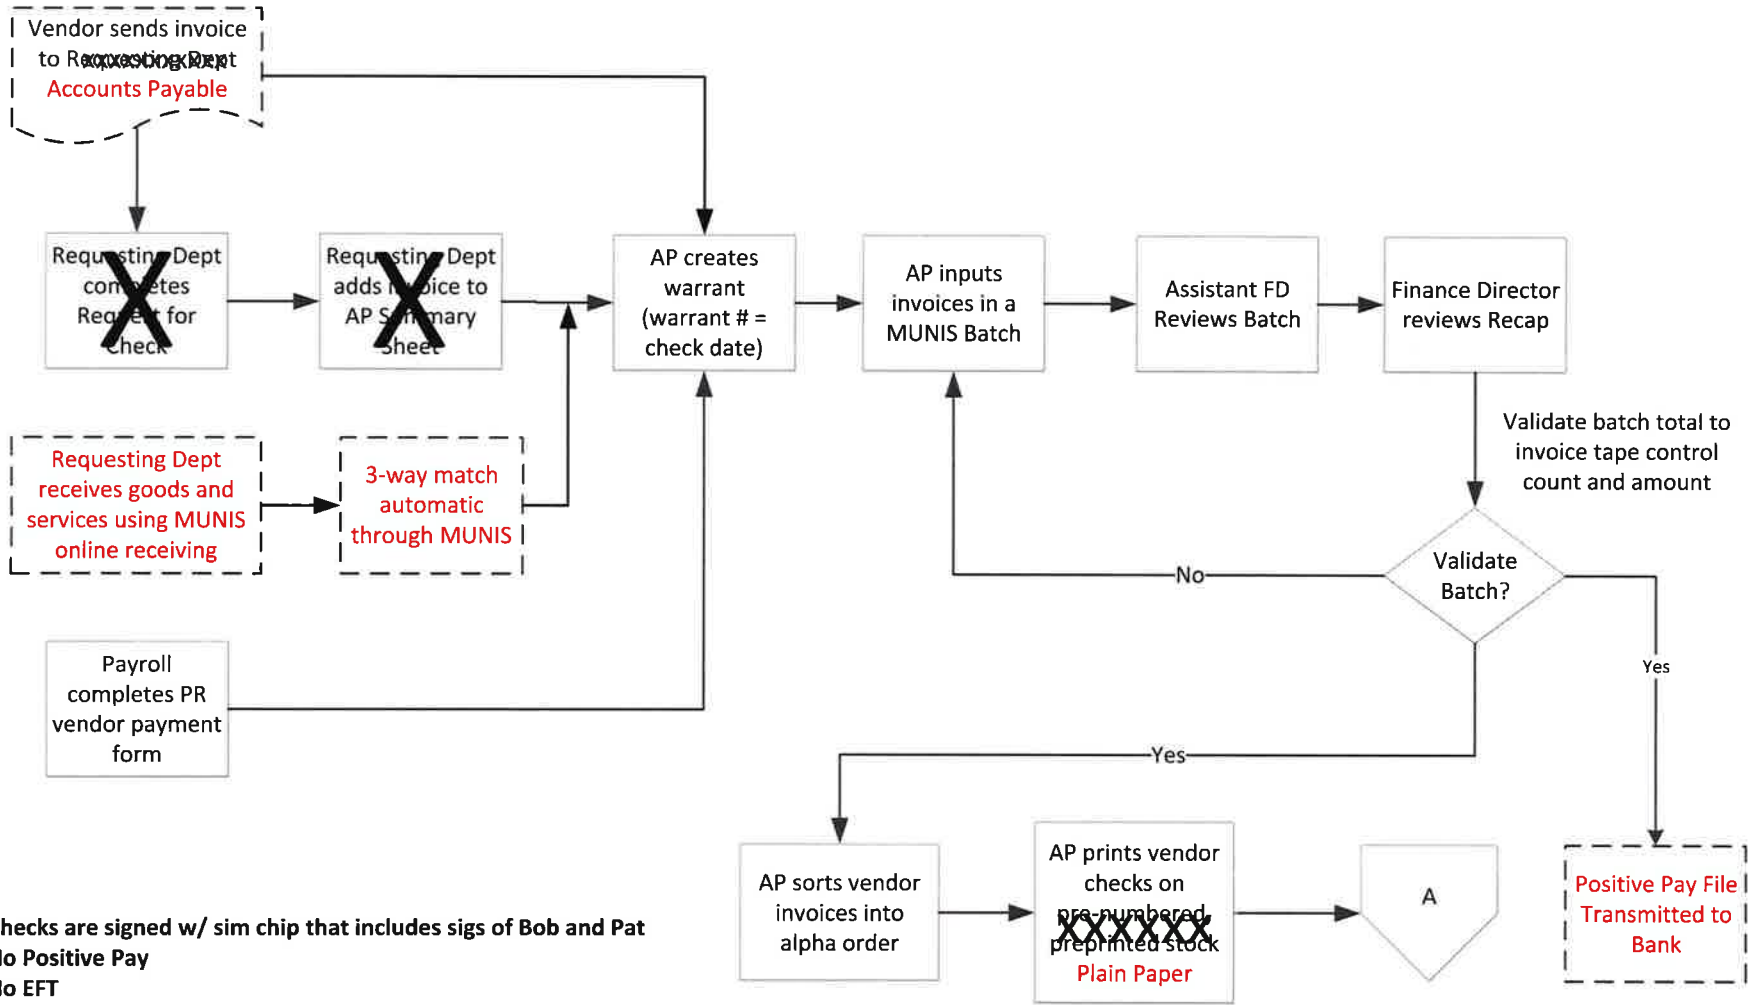 Vendor sends invoice
to Requesting Dept
Accounts Payable
Requesting Dept
completes
Request for
Check
Requesting Dept
adds invoice to
AP Summary
Sheet
AP creates
warrant
(warrant # =
check date)
AP inputs
invoices in a
MUNIS Batch
Assistant FD
Reviews Batch
Finance Director
reviews Recap
Requesting Dept
receives goods and
services using MUNIS
online receiving
3-way match
automatic
through MUNIS
Validate batch total to
invoice tape control
count and amount
Validate
Batch?
No
Yes
Payroll
completes PR
vendor payment
form
Yes
AP sorts vendor
invoices into
alpha order
AP prints vendor
checks on
pre-numbered
XXXXXX
preprinted stock
Plain Paper
A
Positive Pay File
Transmitted to
Bank
hecks are signed w/ sim chip that includes sigs of Bob and Pat
lo Positive Pay
lo EFT